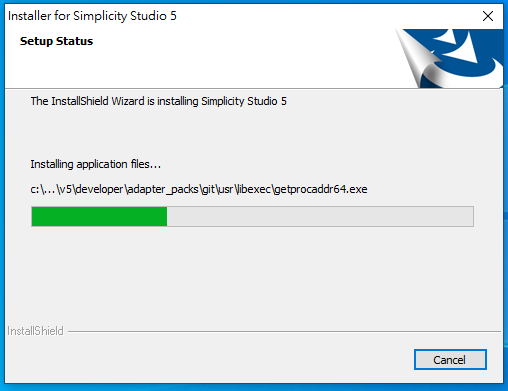 Installer for Simplicity Studio 5
Setup Status
The InstallShield Wizard is installing Simplicity Studio 5
Installing application files...
c:\...\v5\developer\adapter_packs\git\usr\libexec\getprocaddr64.exe
InstallShield
Cancel